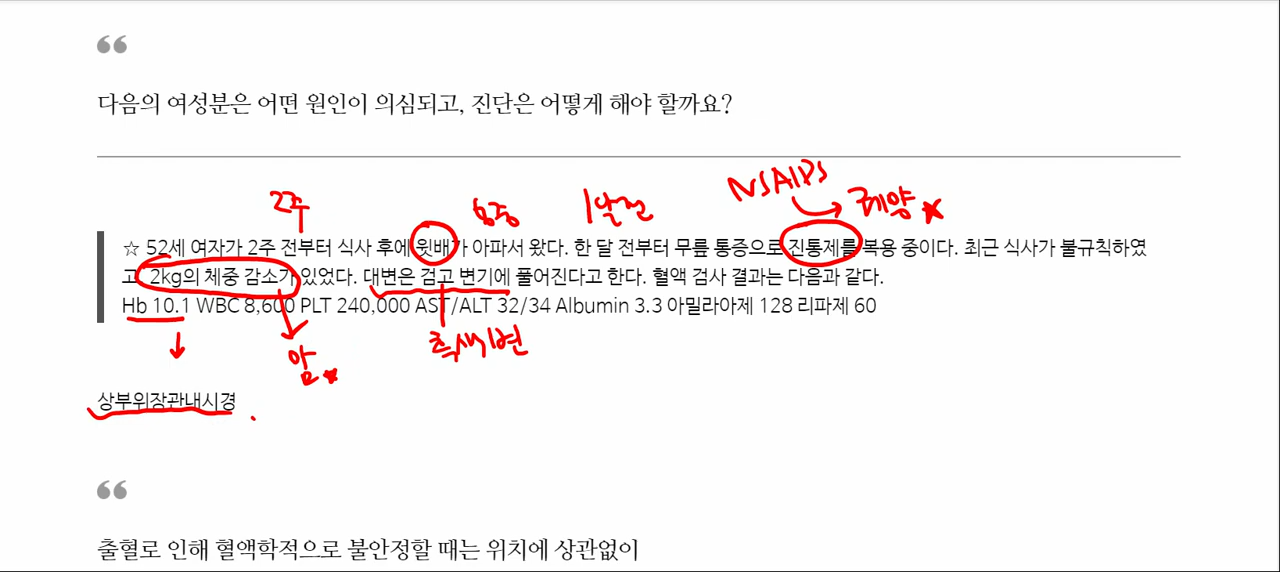 “
다음의 여성분은 어떤 원인이 의심되고, 진단은 어떻게 해야 할까요?
NSAIDS
2주 1달전 궤양
☆ 52세 여자가 2주 전부터 식사 후에 윗배가 아파서 왔다. 한 달 전부터 무릎 통증으로 진통제를 복용 중이다. 최근 식사가 불규칙하였
고 2kg의 체중 감소가 있었다. 대변은 검고 변기에 풀어진다고 한다. 혈액 검사 결과는 다음과 같다.
Hb 10.1 WBC 8,600 PLT 240,000 AST/ALT 32/34 Albumin 3.3 아밀라아제 128 리파제 60
암 흑색변
상부위장관내시경
“
출혈로 인해 혈액학적으로 불안정할 때는 위치에 상관없이